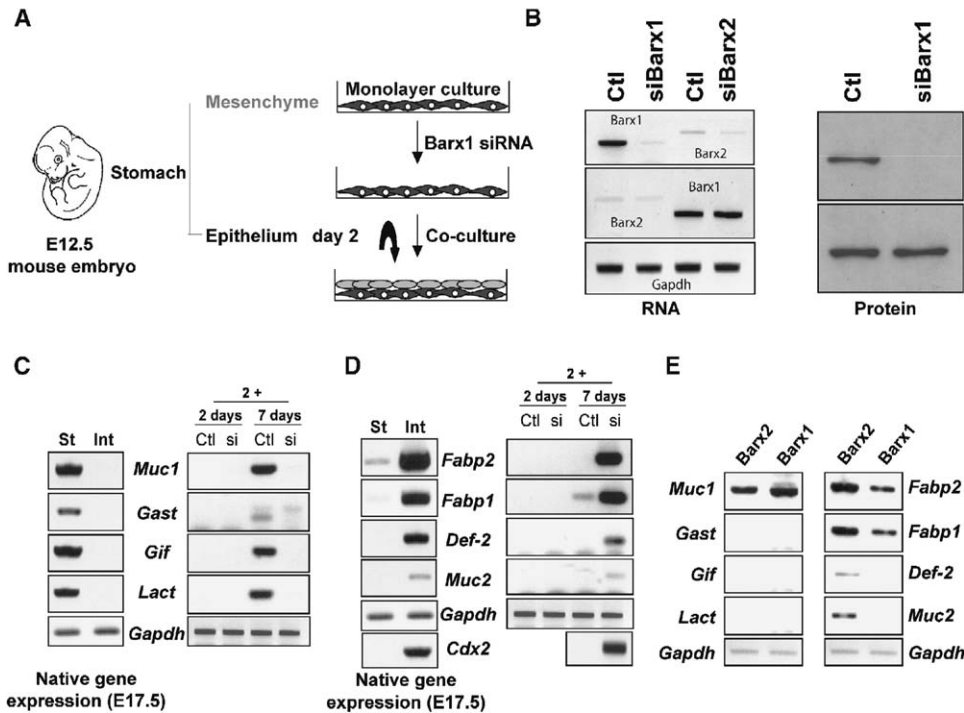 A
Mesenchyme
Monolayer culture
Barx1 siRNA
Stomach
Epithelium day 2
Co-culture
E12.5
mouse embryo
B
Ctl
siBarx1
Ctl
siBarx2
Barx1
Barx2
Barx1
Barx2
Gapdh
RNA
Ctl
siBarx1
Protein
C
2 +
2 days 7 days
St Int Ctl si Ctl si
Muc1
Gast
Gif
Lact
Gapdh
Native gene
expression (E17.5)
D
2 +
2 days 7 days
St Int Ctl si Ctl si
Fabp2
Fabp1
Def-2
Muc2
Gapdh
Cdx2
Native gene
expression (E17.5)
E
Barx2 Barx1 Barx2 Barx1
Muc1 Fabp2
Gast Fabp1
Gif Def-2
Lact Muc2
Gapdh Gapdh